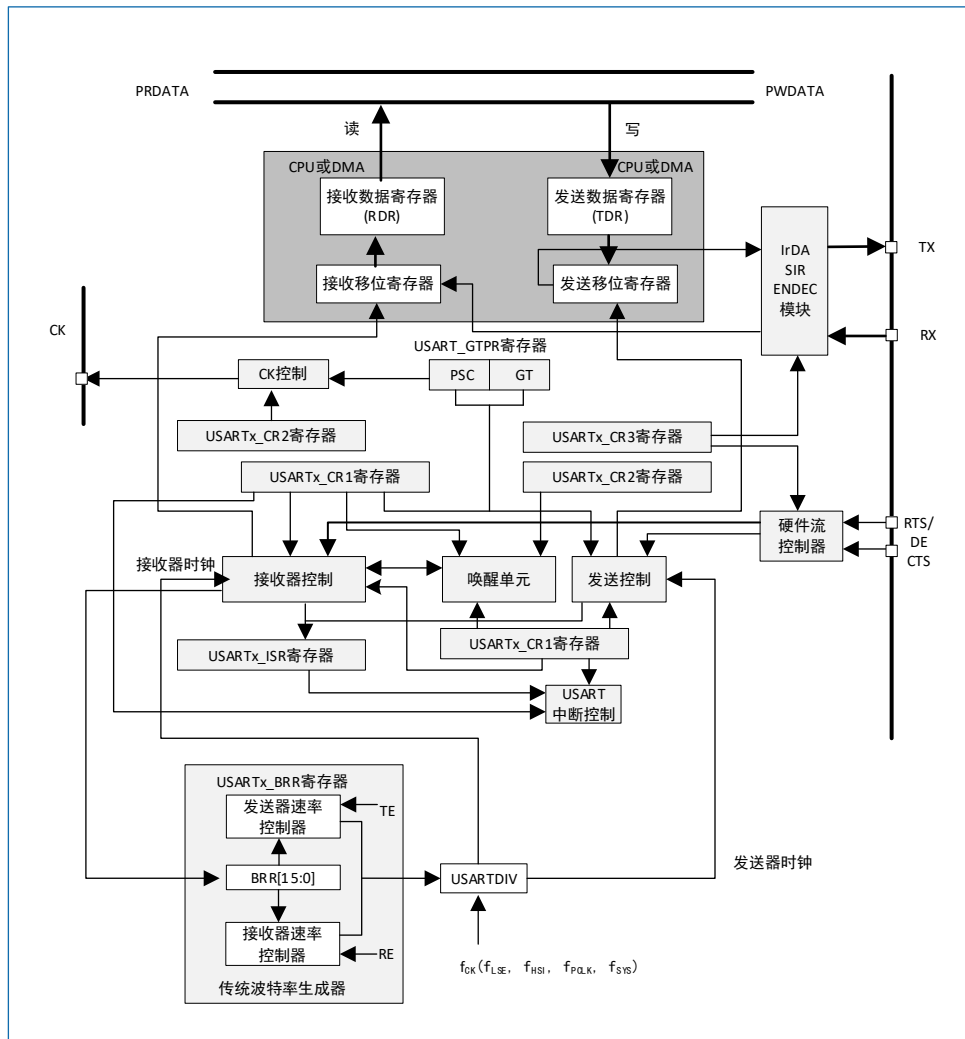 PRDATA
PWDATA
读
写
CPU或DMA
CPU或DMA
接收数据寄存器
(RDR)
发送数据寄存器
(TDR)
接收移位寄存器
发送移位寄存器
IrDA
SIR
ENDEC
模块
TX
RX
CK
USART_GTPR寄存器
CK控制
PSC
GT
USARTx_CR2寄存器
USARTx_CR3寄存器
USARTx_CR1寄存器
USARTx_CR2寄存器
硬件流
控制器
RTS/
DE
CTS
接收器时钟
接收器控制
唤醒单元
发送控制
USARTx_ISR寄存器
USARTx_CR1寄存器
USART
中断控制
USARTx_BRR寄存器
发送器速率
控制器
TE
BRR[15:0]
USARTDIV
发送器时钟
接收器速率
控制器
RE
传统波特率生成器
fCK(fLSE, fHSI, fPCLK, fSYS)